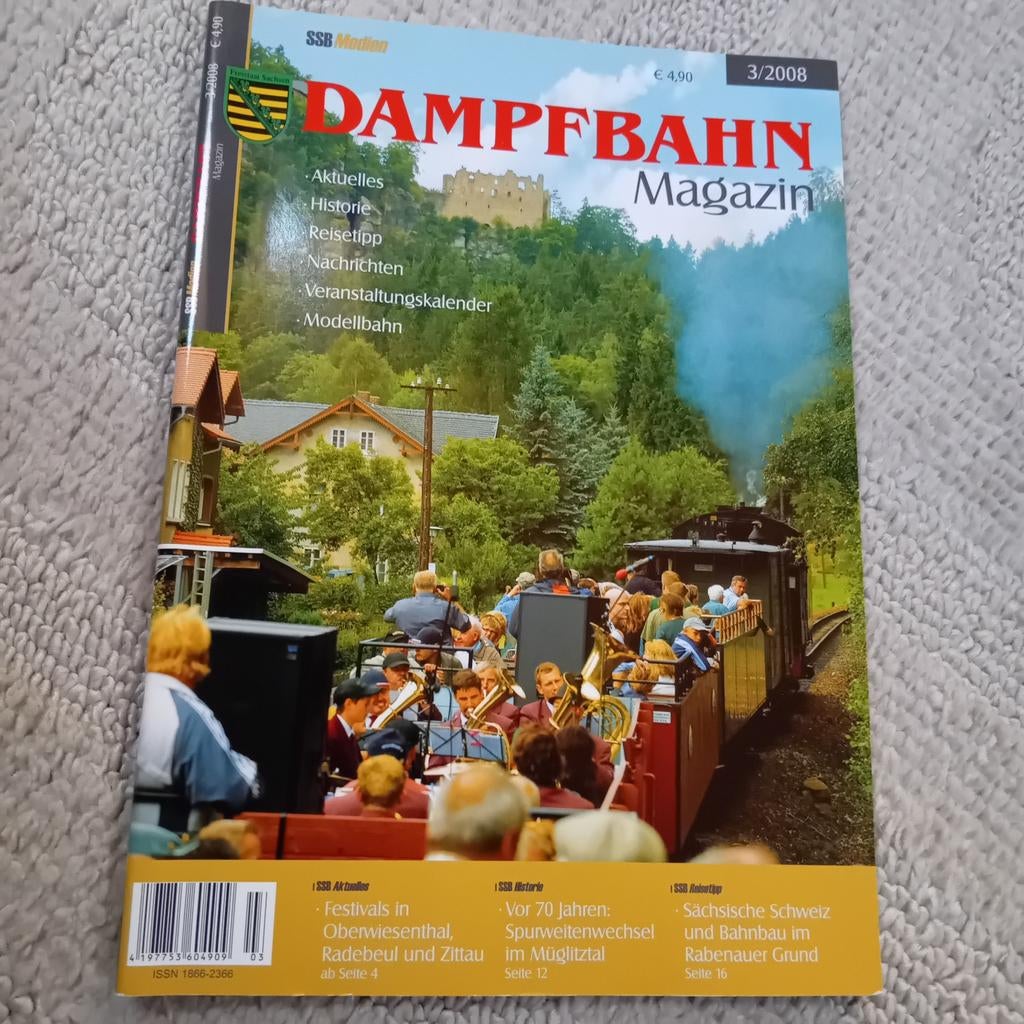 SSB Medien
€ 4,90
3/2008
Freistaat Sachsen
DAMPFBAHN
Magazin
· Aktuelles
· Historie
· Reisetipp
· Nachrichten
· Veranstaltungskalender
· Modellbahn
3/2008 € 4,90
Magazin
SSB Medien
SSB Aktuelles
· Festivals in
Oberwiesenthal,
Radebeul und Zittau
ab Seite 4
SSB Historie
· Vor 70 Jahren:
Spurweitenwechsel
im Müglitztal
Seite 12
SSB Reisetipp
· Sächsische Schweiz
und Bahnbau im
Rabenauer Grund
Seite 16
4 197753 604909 03
ISSN 1866-2366